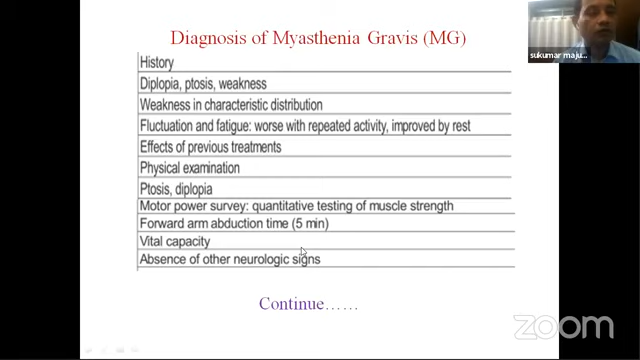 Diagnosis of Myasthenia Gravis (MG)
sukumar maju...
History
Diplopia, ptosis, weakness
Weakness in characteristic distribution
Fluctuation and fatigue: worse with repeated activity, improved by rest
Effects of previous treatments
Physical examination
Ptosis, diplopia
Motor power survey: quantitative testing of muscle strength
Forward arm abduction time (5 min)
Vital capacity
Absence of other neurologic signs
Continue......
zoom